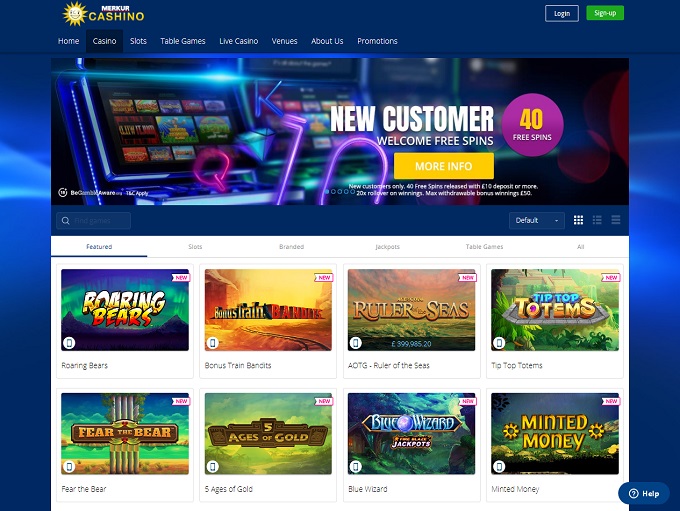 MERKUR
CASHINO
Login
Sign-up
Home
Casino
Slots
Table Games
Live Casino
Venues
About Us
Promotions
NEW CUSTOMER
WELCOME FREE SPINS
40
FREE SPINS
MORE INFO
18
BeGambleAware.org
T&C Apply
New customers only. 40 Free Spins released with £10 deposit or more.
20x rollover on winnings. Max withdrawable bonus winnings £50.
Find games
Default
Featured
Slots
Branded
Jackpots
Table Games
All
NEW
ROARING
BEARS
Roaring Bears
NEW
Bonus Train BANDITS
Bonus Train Bandits
NEW
RULER OF THE SEAS
£ 399,985.20
AOTG - Ruler of the Seas
NEW
TIP TOP
TOTEMS
Tip Top Totems
NEW
FEAR THE BEAR
Fear the Bear
NEW
5
AGES OF GOLD
5 Ages of Gold
NEW
BLUE WIZARD
FIRE BLAZE
JACKPOTS
Blue Wizard
NEW
MINTED
MONEY
Minted Money
Help